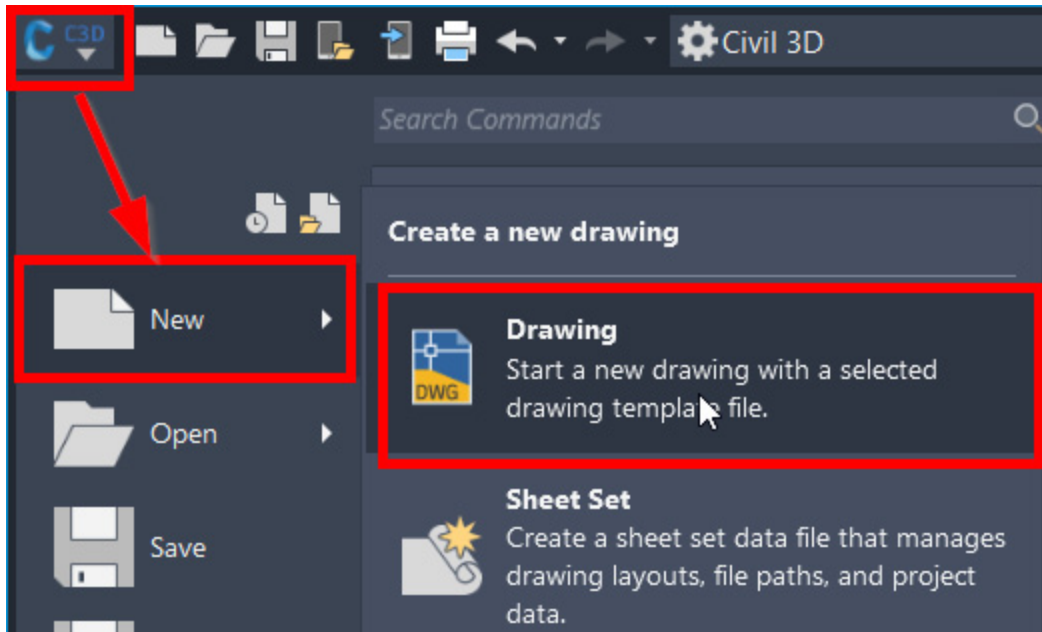 C3D
Civil 3D
Search Commands
Create a new drawing
New
Drawing
Start a new drawing with a selected
drawing template file.
DWG
Open
Sheet Set
Create a sheet set data file that manages
drawing layouts, file paths, and project
data.
Save